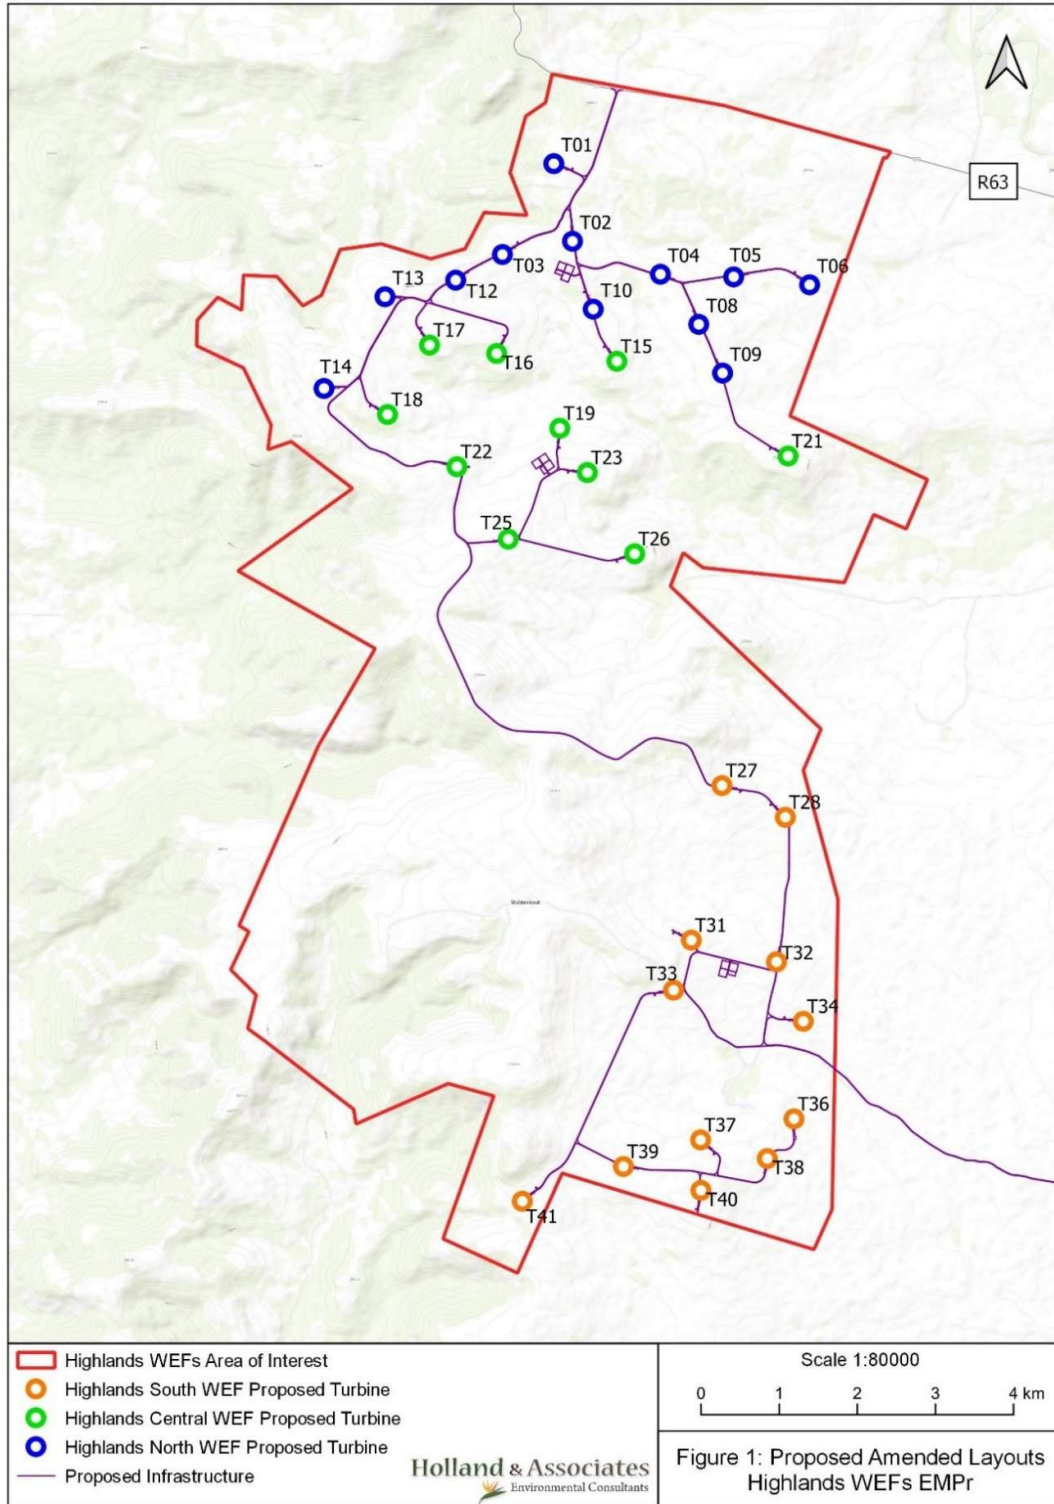 T01
R63
T02
T03
T04
T05
T06
T13
T12
T10
T08
T17
T16
T15
T09
T14
T18
T19
T21
T22
T23
T25
T26
T27
T28
T31
T32
T33
T34
T36
T37
T39
T38
T40
T41
Highlands WEFs Area of Interest
Highlands South WEF Proposed Turbine
Highlands Central WEF Proposed Turbine
Highlands North WEF Proposed Turbine
Proposed Infrastructure
Holland & Associates
Environmental Consultants
Scale 1:80000
0 1 2 3 4 km
Figure 1: Proposed Amended Layouts
Highlands WEFs EMPr